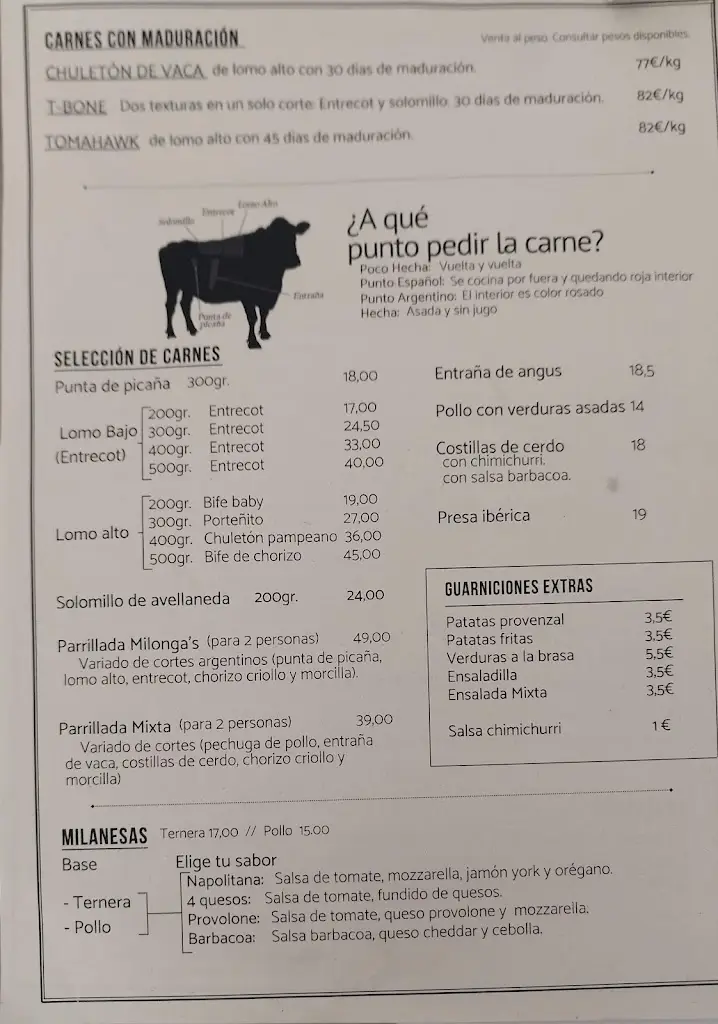 CARNES CON MADURACIÓN
Venta al peso. Consultar pesos disponibles.
CHULETÓN DE VACA de lomo alto con 30 dias de maduración. 77€/kg
T-BONE Dos texturas en un solo corte: Entrecot y solomillo. 30 dias de maduración. 82€/kg
TOMAHAWK de lomo alto con 45 dias de maduración. 82€/kg
Solomillo
Entrecot
Lomo Alto
Entraña
Punta de
picaña
¿A qué
punto pedir la carne?
Poco Hecha: Vuelta y vuelta
Punto Español: Se cocina por fuera y quedando roja interior
Punto Argentino: El interior es color rosado
Hecha: Asada y sin jugo
SELECCIÓN DE CARNES
Punta de picaña 300gr. 18,00
Lomo Bajo
(Entrecot)
200gr. Entrecot 17,00
300gr. Entrecot 24,50
400gr. Entrecot 33,00
500gr. Entrecot 40,00
Lomo alto
200gr. Bife baby 19,00
300gr. Porteñito 27,00
400gr. Chuletón pampeano 36,00
500gr. Bife de chorizo 45,00
Solomillo de avellaneda 200gr. 24,00
Parrillada Milonga's (para 2 personas) 49,00
Variado de cortes argentinos (punta de picaña,
lomo alto, entrecot, chorizo criollo y morcilla).
Parrillada Mixta (para 2 personas) 39,00
Variado de cortes (pechuga de pollo, entraña
de vaca, costillas de cerdo, chorizo criollo y
morcilla)
Entraña de angus 18,5
Pollo con verduras asadas 14
Costillas de cerdo 18
con chimichurri.
con salsa barbacoa.
Presa ibérica 19
GUARNICIONES EXTRAS
Patatas provenzal 3,5€
Patatas fritas 3,5€
Verduras a la brasa 5,5€
Ensaladilla 3,5€
Ensalada Mixta 3,5€
Salsa chimichurri 1€
MILANESAS Ternera 17,00 // Pollo 15.00
Base
- Ternera
- Pollo
Elige tu sabor
Napolitana: Salsa de tomate, mozzarella, jamón york y orégano.
4 quesos: Salsa de tomate, fundido de quesos.
Provolone: Salsa de tomate, queso provolone y mozzarella.
Barbacoa: Salsa barbacoa, queso cheddar y cebolla.